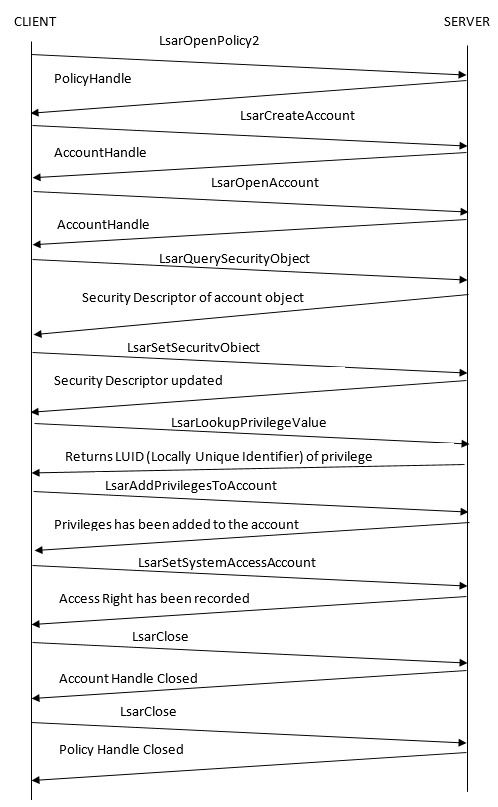 CLIENT
SERVER
LsarOpenPolicy2
PolicyHandle
LsarCreateAccount
AccountHandle
LsarOpenAccount
AccountHandle
LsarQuerySecurityObject
Security Descriptor of account object
LsarSetSecurityObject
Security Descriptor updated
LsarLookupPrivilegeValue
Returns LUID (Locally Unique Identifier) of privilege
LsarAddPrivilegesToAccount
Privileges has been added to the account
LsarSetSystemAccessAccount
Access Right has been recorded
LsarClose
Account Handle Closed
LsarClose
Policy Handle Closed